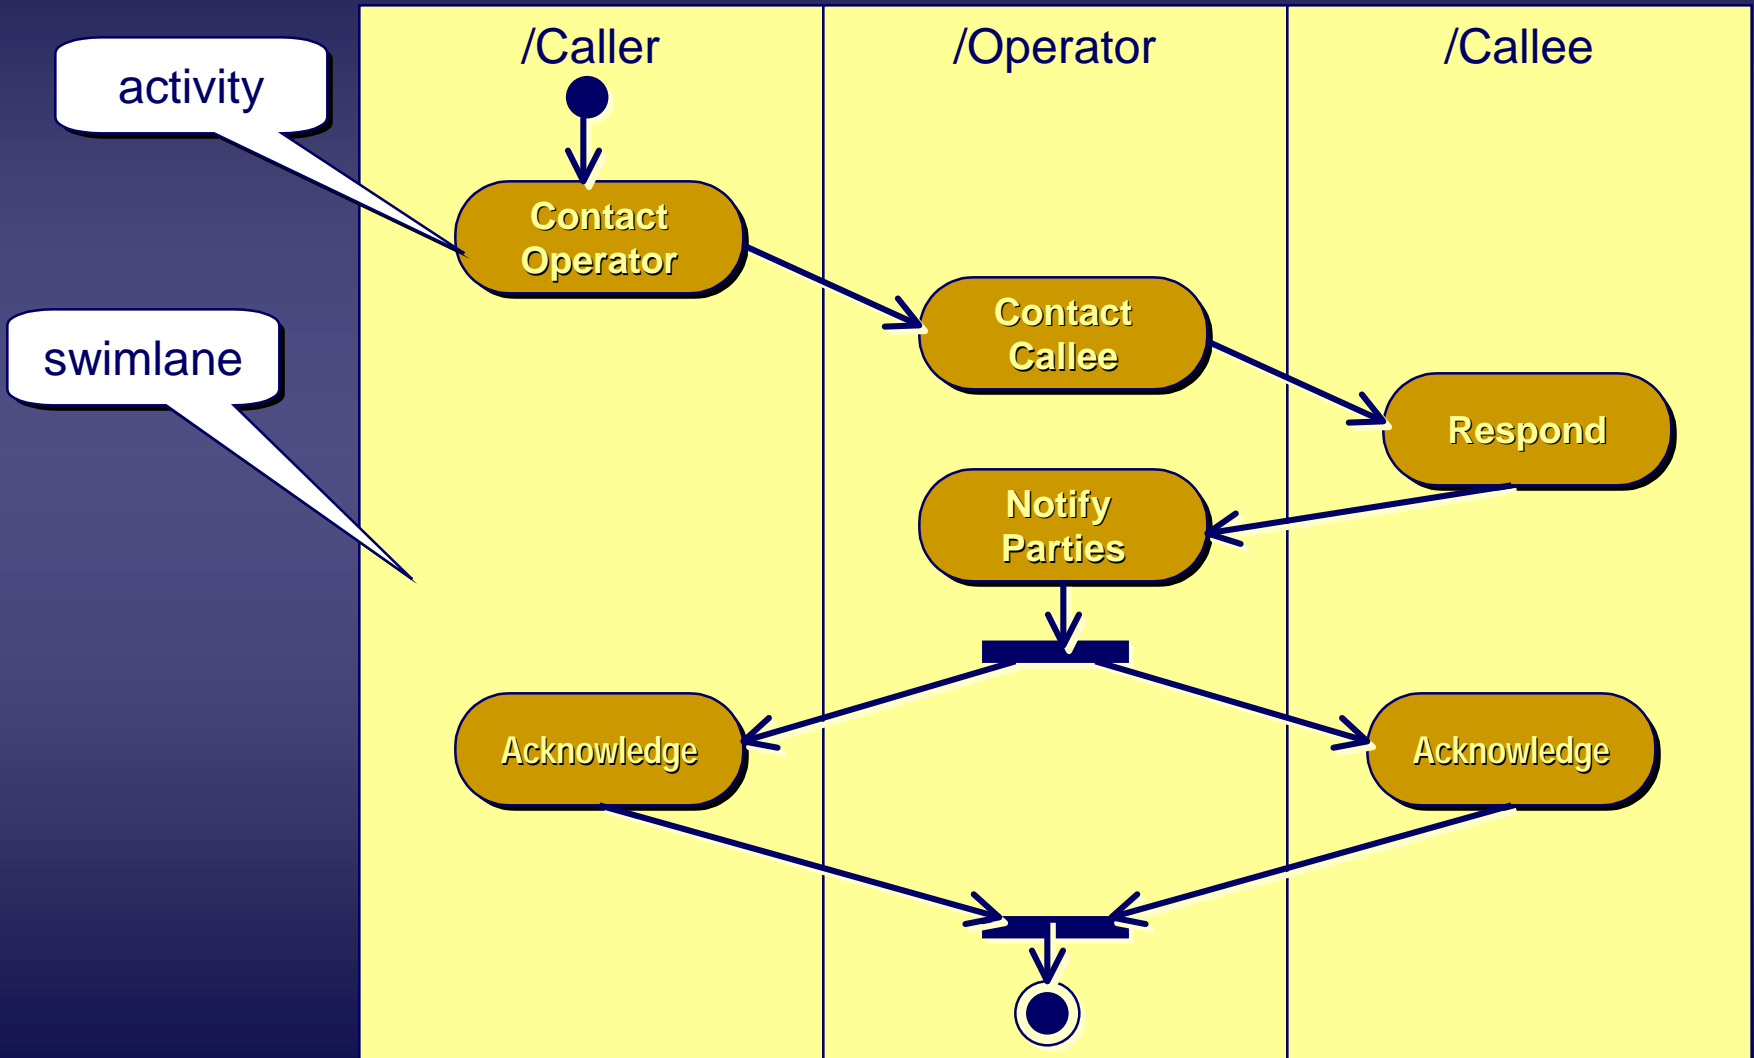 /Caller
/Operator
/Callee
activity
Contact
Operator
Contact
Callee
swimlane
Respond
Notify
Parties
Acknowledge
Acknowledge